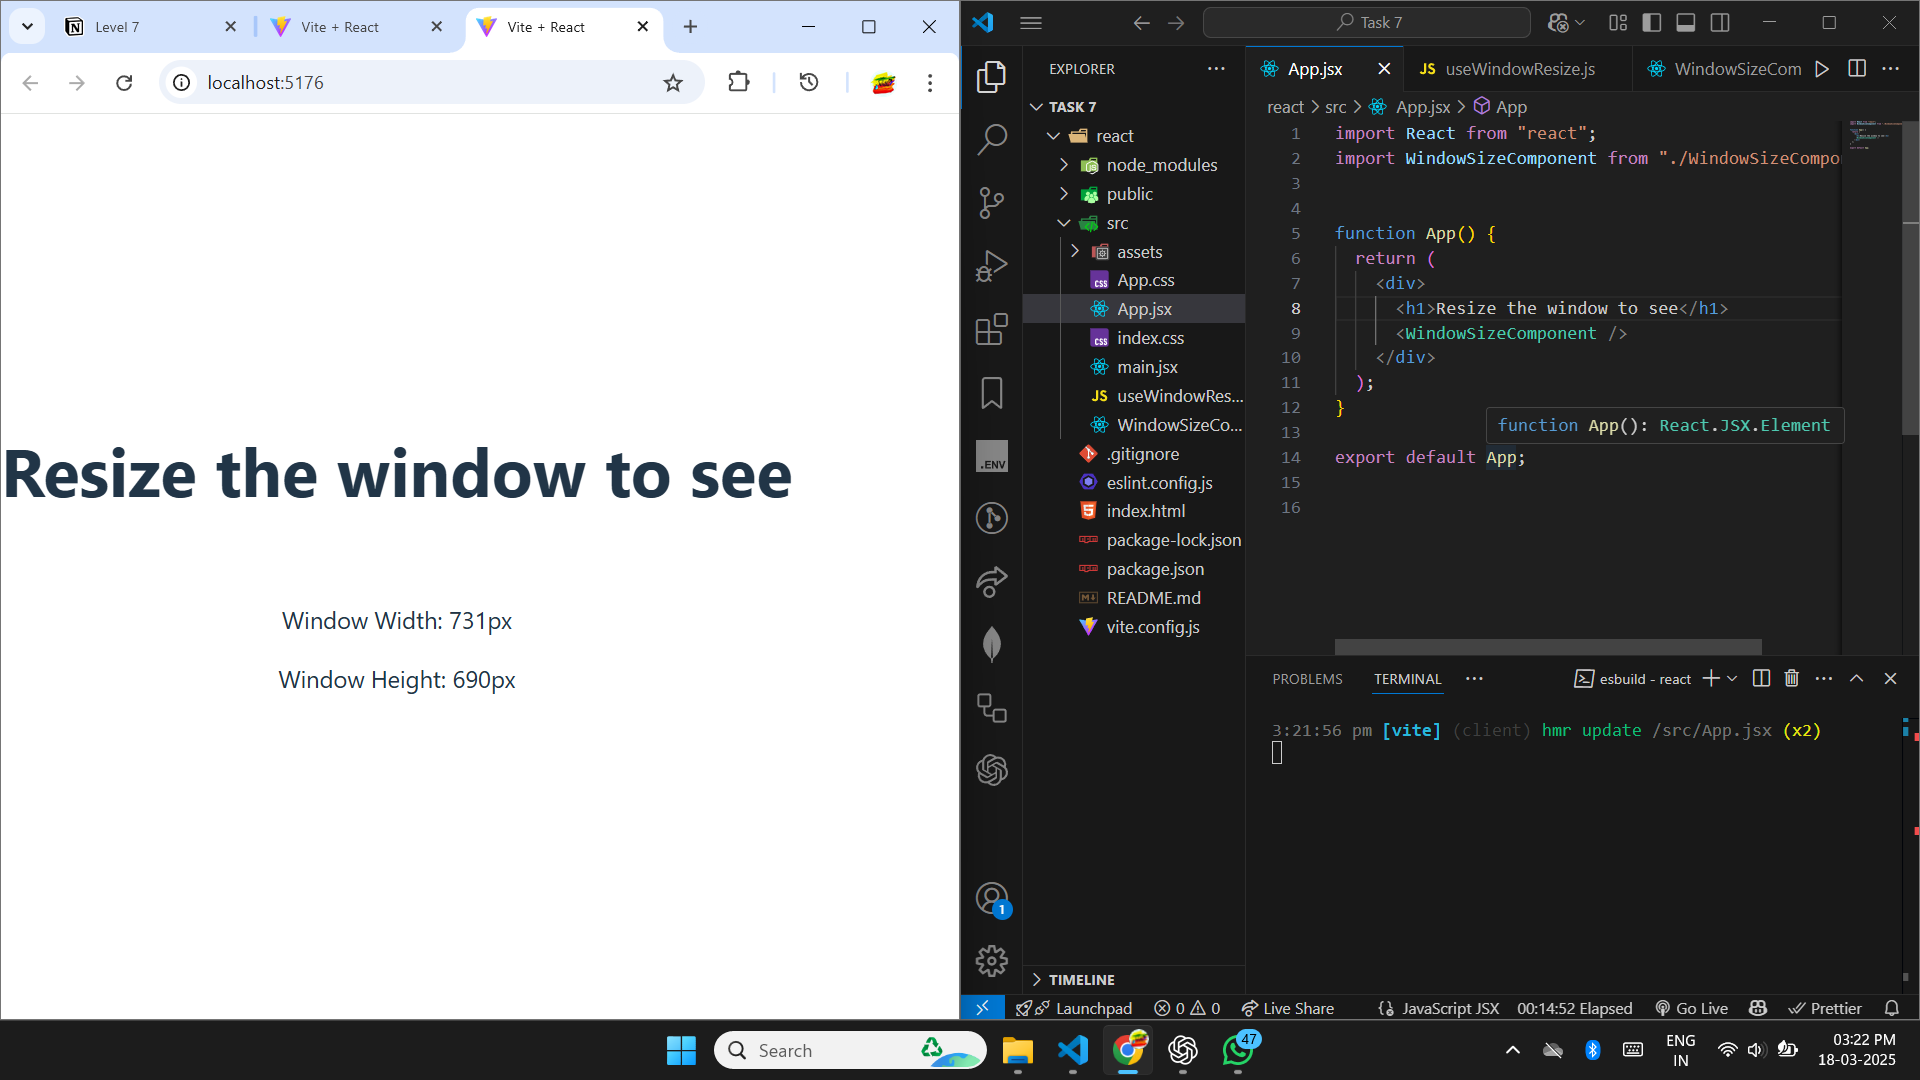 Level 7
Vite + React
Vite + React
localhost:5176
Resize the window to see
Window Width: 731px
Window Height: 690px
Task 7
EXPLORER
TASK 7
react
node_modules
public
src
assets
App.css
App.jsx
index.css
main.jsx
JS useWindowRes...
WindowSizeCo...
.gitignore
eslint.config.js
index.html
package-lock.json
package.json
README.md
vite.config.js
TIMELINE
.ENV
1
App.jsx
JS useWindowResize.js
WindowSizeCom
react > src > App.jsx > App
1 import React from "react";
2 import WindowSizeComponent from "./WindowSizeCompo
3
4
5 function App() {
6 return (
7 <div>
8 <h1>Resize the window to see</h1>
9 <WindowSizeComponent />
10 </div>
11 );
12 }
13
14 export default App;
15
16
function App(): React.JSX.Element
PROBLEMS
TERMINAL
esbuild - react
3:21:56 pm [vite] (client) hmr update /src/App.jsx (x2)
Launchpad
0
0
Live Share
JavaScript JSX
00:14:52 Elapsed
Go Live
Prettier
Search
47
ENG
IN
03:22 PM
18-03-2025